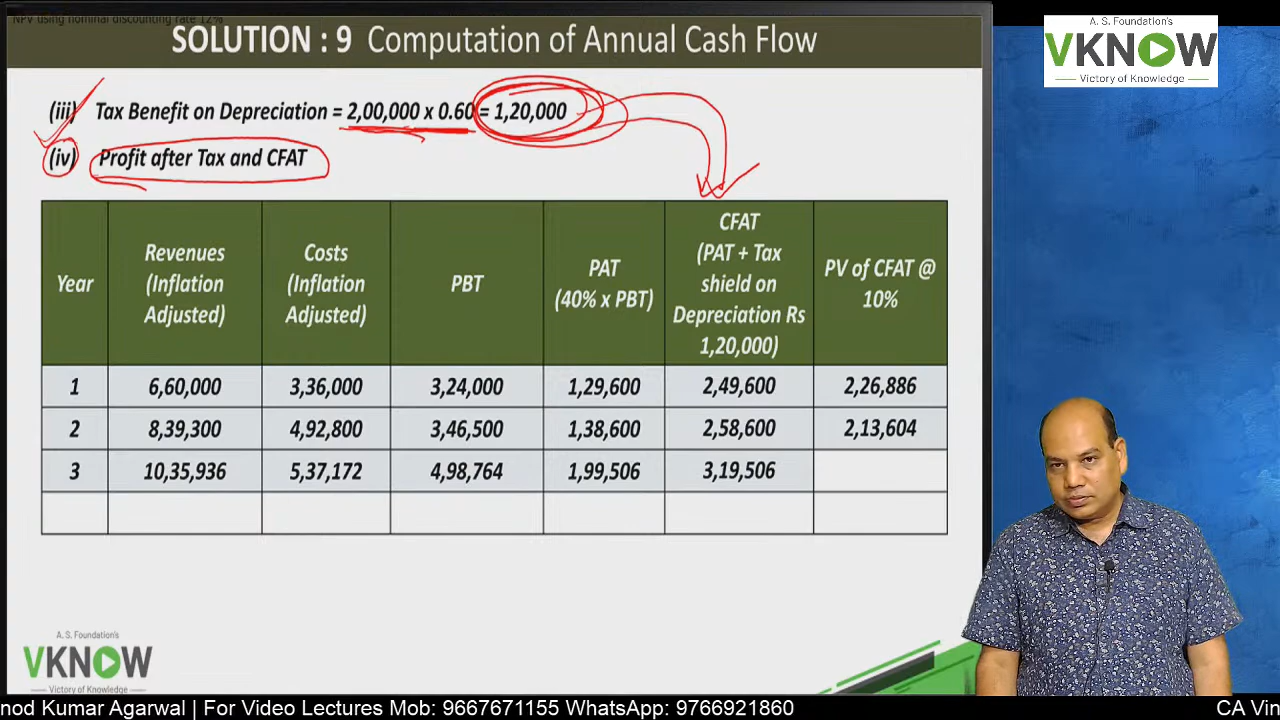 NPV using nominal discounting rate 12%
SOLUTION : 9 Computation of Annual Cash Flow
A. S. Foundation's
VKNOW
Victory of Knowledge
(iii) Tax Benefit on Depreciation = 2,00,000 x 0.60 = 1,20,000
(iv) Profit after Tax and CFAT
Year
Revenues
(Inflation
Adjusted)
Costs
(Inflation
Adjusted)
PBT
PAT
(40% x PBT)
CFAT
(PAT + Tax
shield on
Depreciation Rs
1,20,000)
PV of CFAT @
10%
1 6,60,000 3,36,000 3,24,000 1,29,600 2,49,600 2,26,886
2 8,39,300 4,92,800 3,46,500 1,38,600 2,58,600 2,13,604
3 10,35,936 5,37,172 4,98,764 1,99,506 3,19,506
A. S. Foundation's
VKNOW
Victory of Knowledge
nod Kumar Agarwal | For Video Lectures Mob: 9667671155 WhatsApp: 9766921860 CA Vin